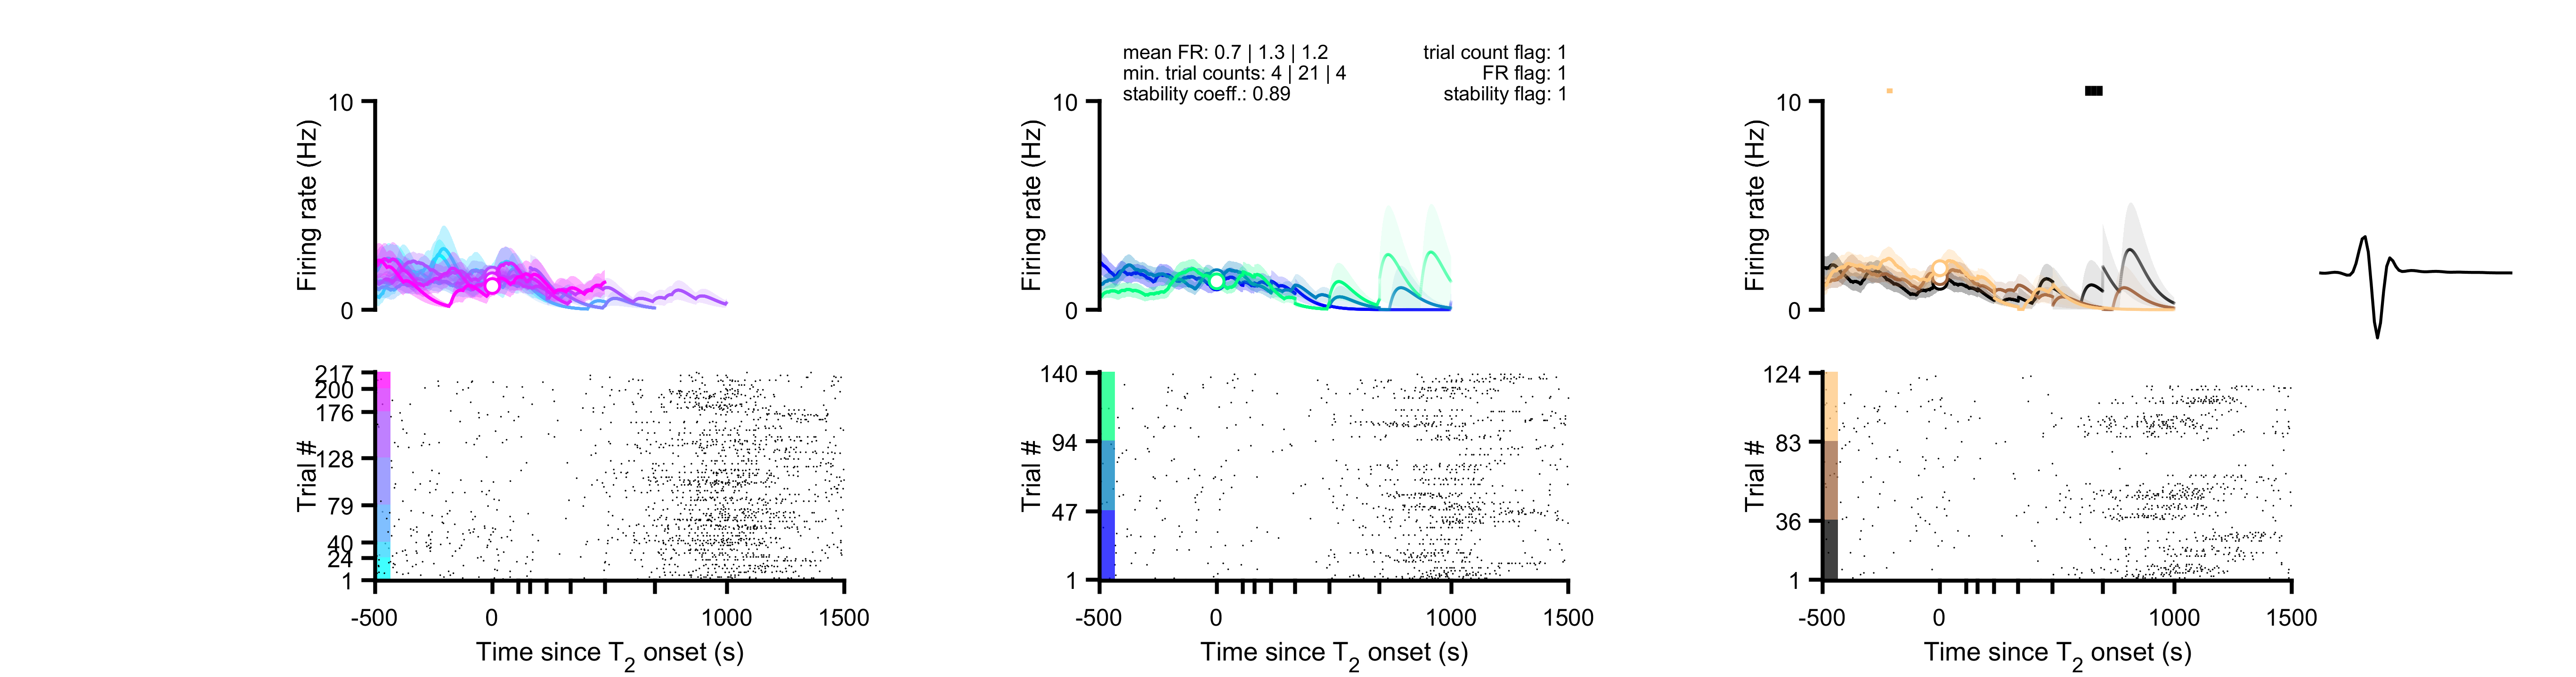 mean FR: 0.7 | 1.3 | 1.2
min. trial counts: 4 | 21 | 4
stability coeff.: 0.89
trial count flag: 1
FR flag: 1
stability flag: 1
10
Firing rate (Hz)
0
10
Firing rate (Hz)
0
10
Firing rate (Hz)
0
217
200
176
128
79
40
24
1
Trial #
-500
0
1000
1500
Time since T2 onset (s)
140
94
47
1
Trial #
-500
0
1000
1500
Time since T2 onset (s)
124
83
36
1
Trial #
-500
0
1000
1500
Time since T2 onset (s)